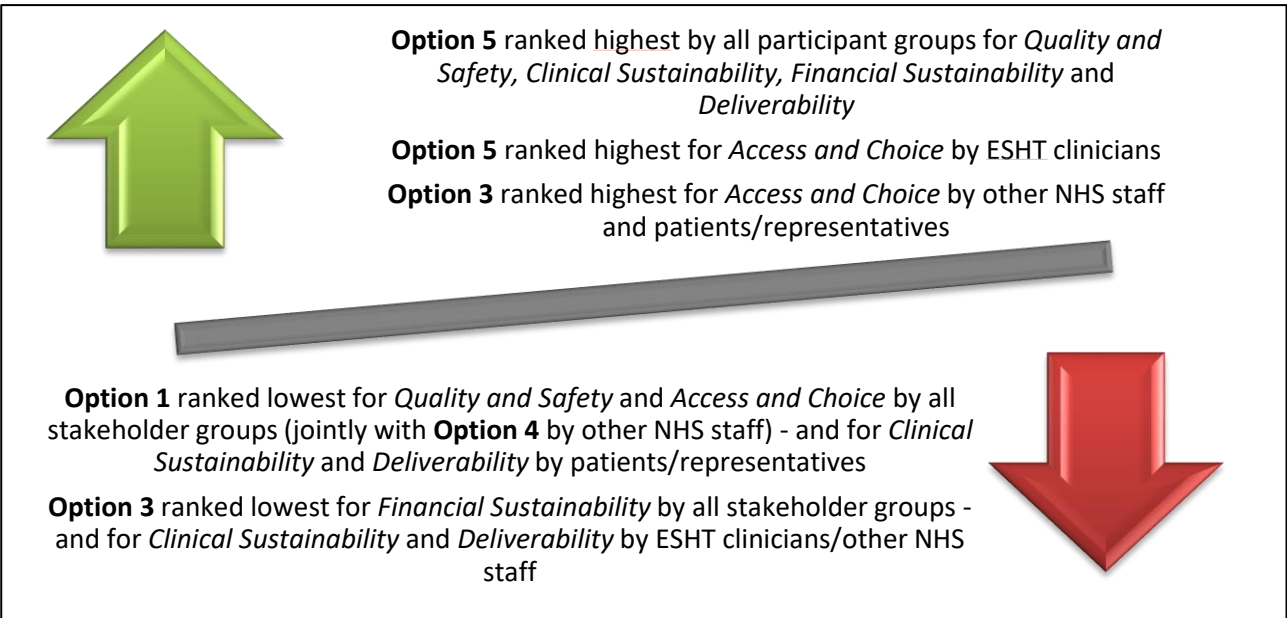 Option 5 ranked highest by all participant groups for Quality and
Safety, Clinical Sustainability, Financial Sustainability and
Deliverability
Option 5 ranked highest for Access and Choice by ESHT clinicians
Option 3 ranked highest for Access and Choice by other NHS staff
and patients/representatives
Option 1 ranked lowest for Quality and Safety and Access and Choice by all
stakeholder groups (jointly with Option 4 by other NHS staff) - and for Clinical
Sustainability and Deliverability by patients/representatives
Option 3 ranked lowest for Financial Sustainability by all stakeholder groups -
and for Clinical Sustainability and Deliverability by ESHT clinicians/other NHS
staff